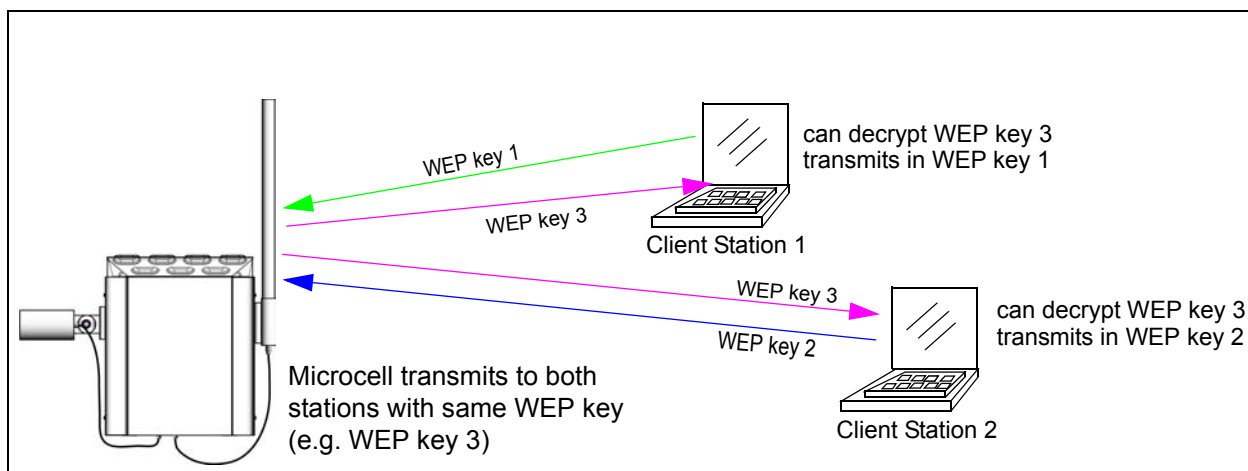 WEP key 1
WEP key 3
can decrypt WEP key 3
transmits in WEP key 1
Client Station 1
WEP key 3
WEP key 2
can decrypt WEP key 3
transmits in WEP key 2
Client Station 2
Microcell transmits to both
stations with same WEP key
(e.g. WEP key 3)